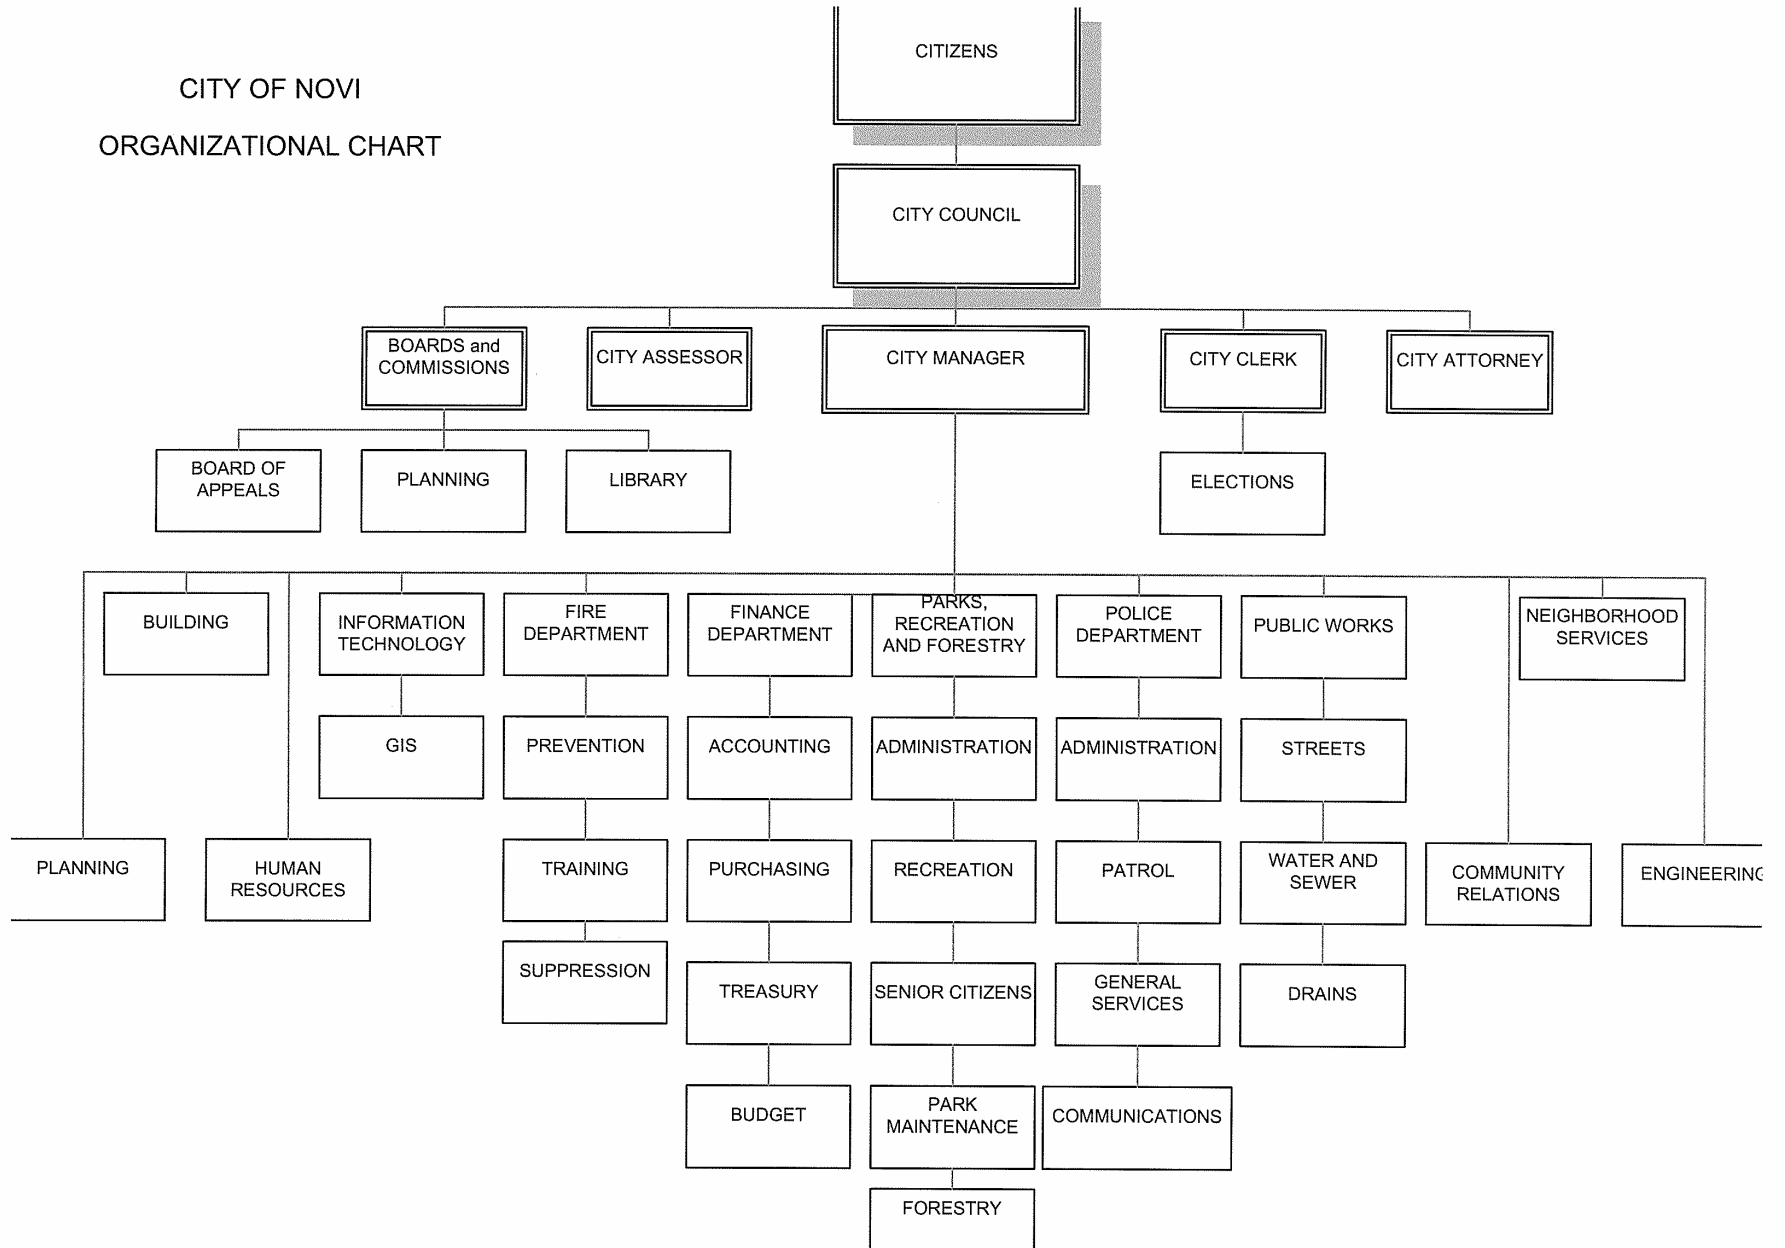 CITIZENS
CITY OF NOVI
ORGANIZATIONAL CHART
CITY COUNCIL
BOARDS and
COMMISSIONS
CITY ASSESSOR
CITY MANAGER
CITY CLERK
CITY ATTORNEY
BOARD OF
APPEALS
PLANNING
LIBRARY
ELECTIONS
BUILDING
INFORMATION
TECHNOLOGY
FIRE
DEPARTMENT
FINANCE
DEPARTMENT
PARKS,
RECREATION
AND FORESTRY
POLICE
DEPARTMENT
PUBLIC WORKS
NEIGHBORHOOD
SERVICES
GIS
PREVENTION
ACCOUNTING
ADMINISTRATION
ADMINISTRATION
STREETS
PLANNING
HUMAN
RESOURCES
TRAINING
PURCHASING
RECREATION
PATROL
WATER AND
SEWER
COMMUNITY
RELATIONS
ENGINEERING
SUPPRESSION
TREASURY
SENIOR CITIZENS
GENERAL
SERVICES
DRAINS
BUDGET
PARK
MAINTENANCE
COMMUNICATIONS
FORESTRY